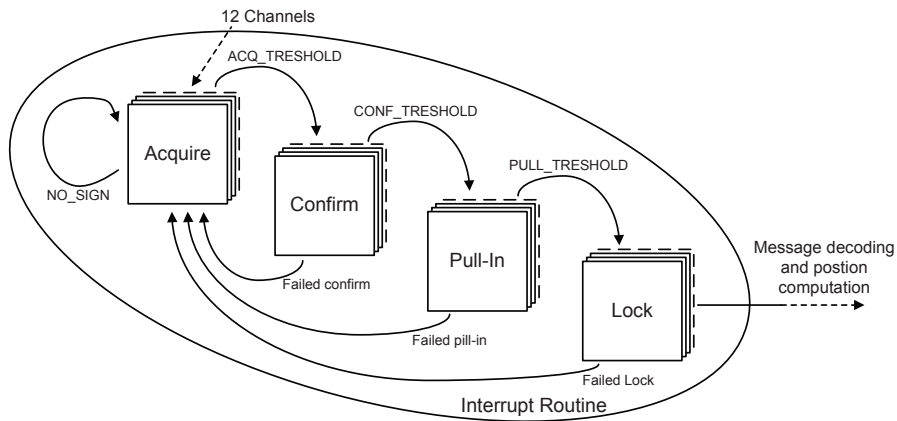 12 Channels
ACQ_TRESHOLD
CONF_TRESHOLD
PULL_TRESHOLD
NO_SIGN
Acquire
Confirm
Pull-In
Lock
Failed confirm
Failed pill-in
Failed Lock
Message decoding
and postion
computation
Interrupt Routine